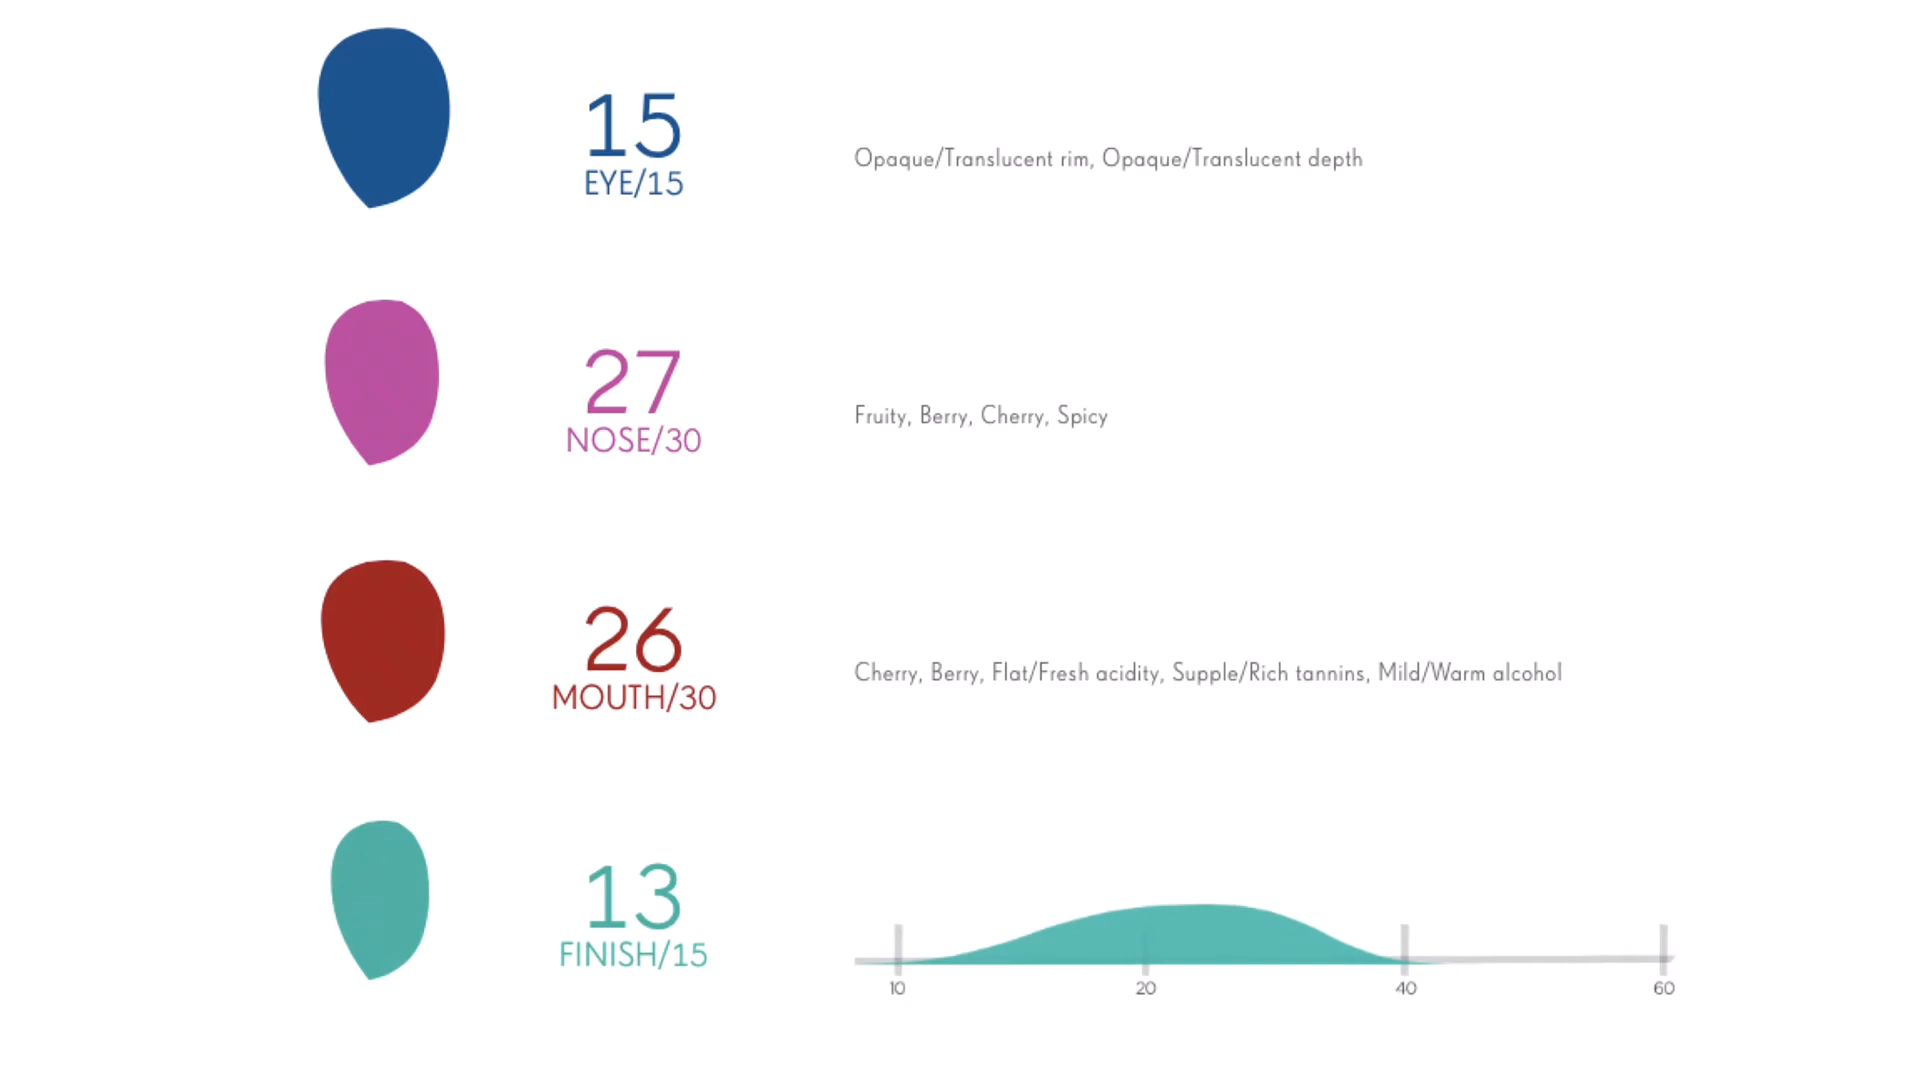 15
EYE/15
Opaque/Translucent rim, Opaque/Translucent depth
27
NOSE/30
Fruity, Berry, Cherry, Spicy
26
MOUTH/30
Cherry, Berry, Flat/Fresh acidity, Supple/Rich tannins, Mild/Warm alcohol
13
FINISH/15
10 20 40 60